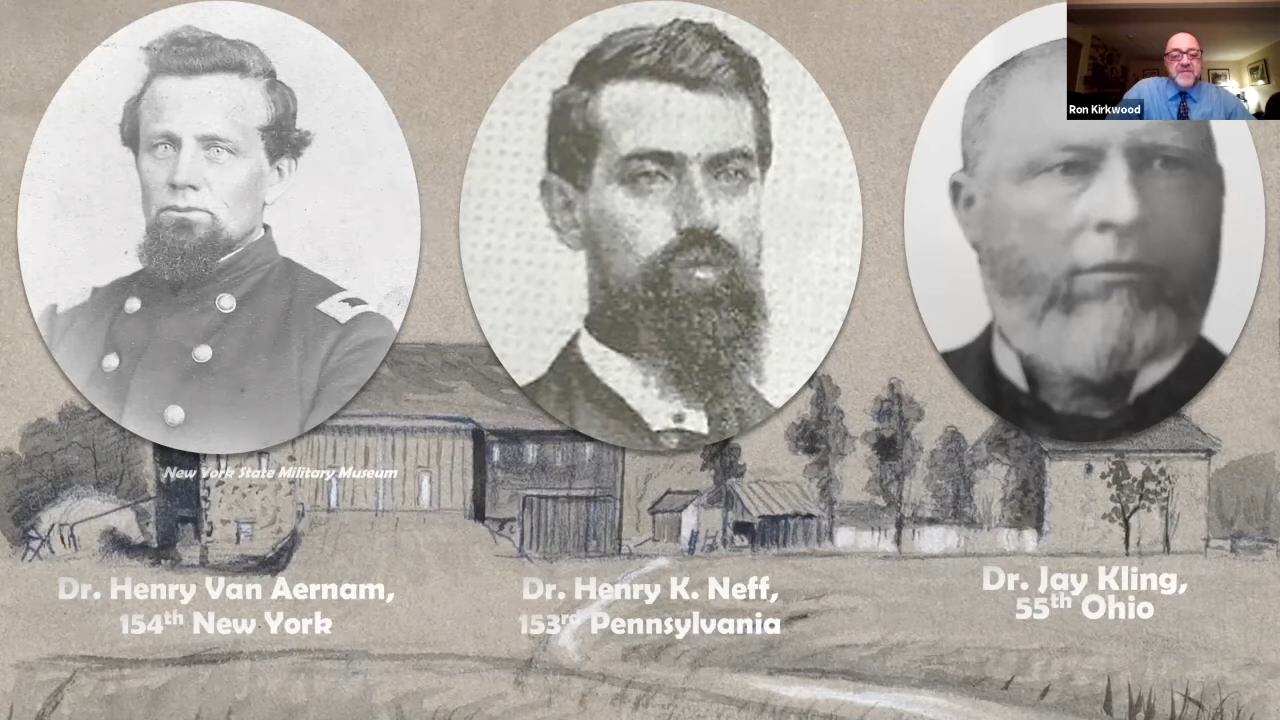 Ron Kirkwood
New York State Military Museum
Dr. Henry Van Aernam,
154th New York
Dr. Henry K. Neff,
153rd Pennsylvania
Dr. Jay Kling,
55th Ohio